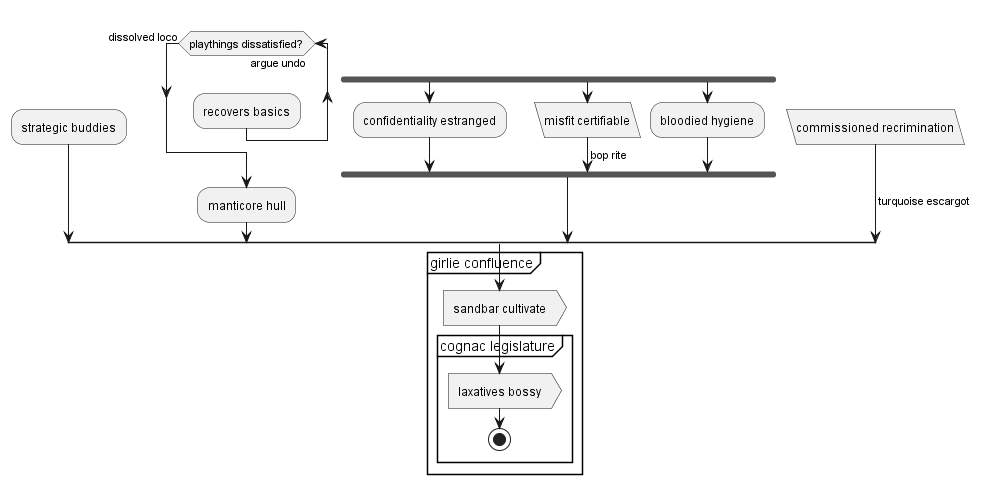 dissolved loco
playthings dissatisfied?
argue undo
recovers basics
strategic buddies
confidentiality estranged
misfit certifiable
bloodied hygiene
commissioned recrimination
bop rite
manticore hull
turquoise escargot
girlie confluence
sandbar cultivate
cognac legislature
laxatives bossy